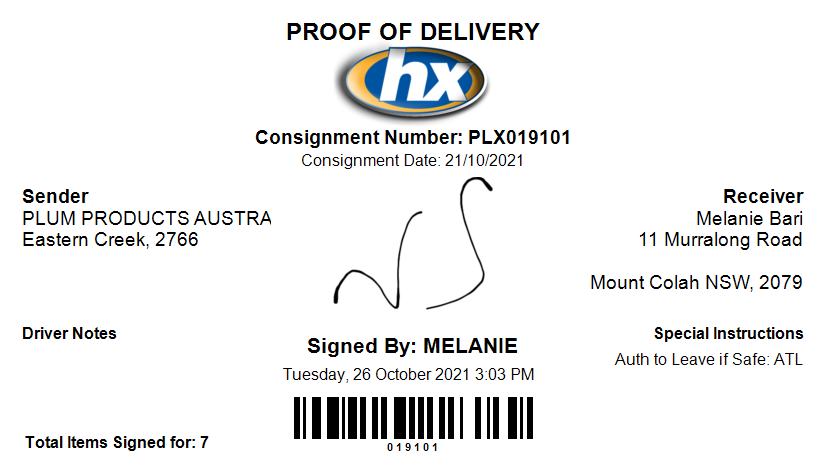 PROOF OF DELIVERY
hx
Consignment Number: PLX019101
Consignment Date: 21/10/2021
Sender
PLUM PRODUCTS AUSTRA
Eastern Creek, 2766
Receiver
Melanie Bari
11 Murralong Road
Mount Colah NSW, 2079
Driver Notes
Signed By: MELANIE
Tuesday, 26 October 2021 3:03 PM
Special Instructions
Auth to Leave if Safe: ATL
Total Items Signed for: 7
019101